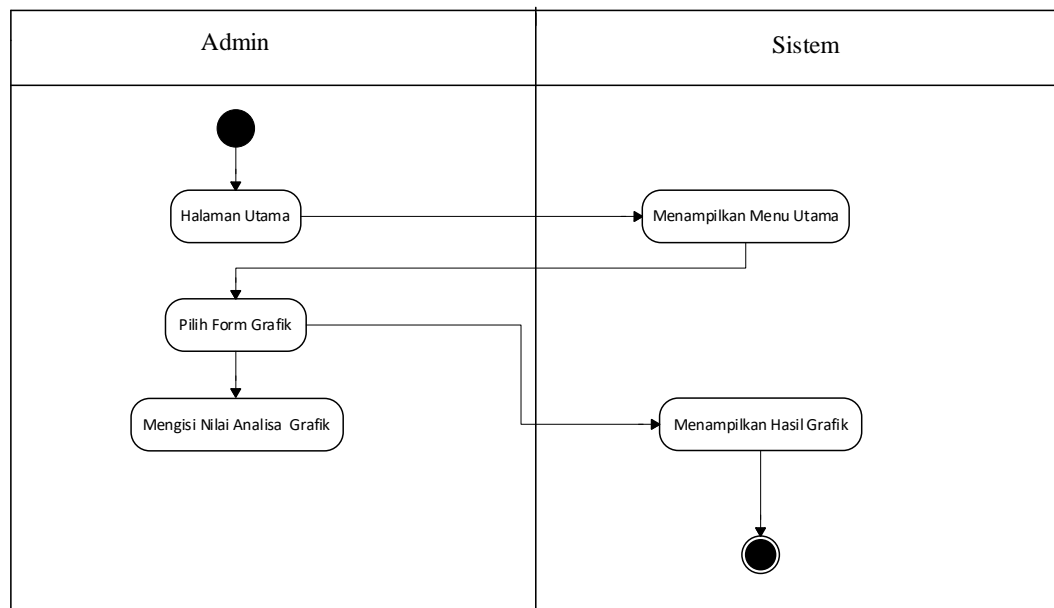 Admin
Sistem
Halaman Utama
Menampilkan Menu Utama
Pilih Form Grafik
Mengisi Nilai Analisa Grafik
Menampilkan Hasil Grafik